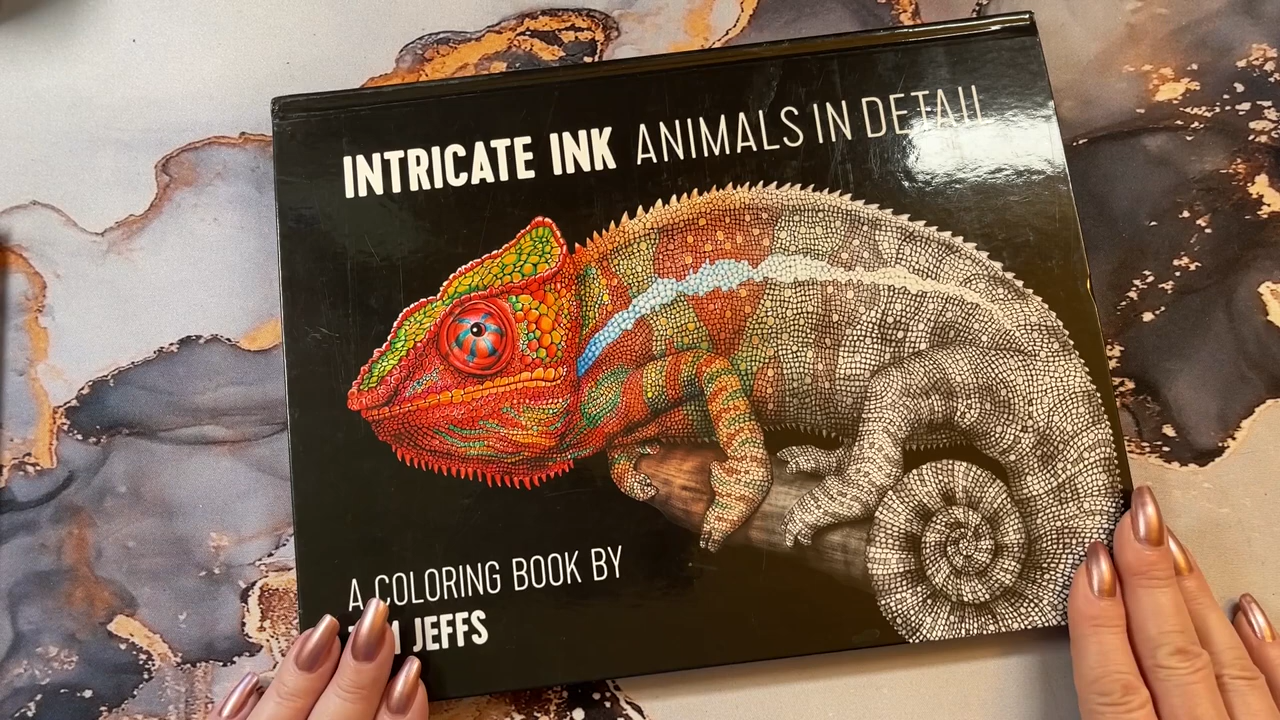 INTRICATE INK ANIMALS IN DETAIL
A COLORING BOOK BY
JEFFS